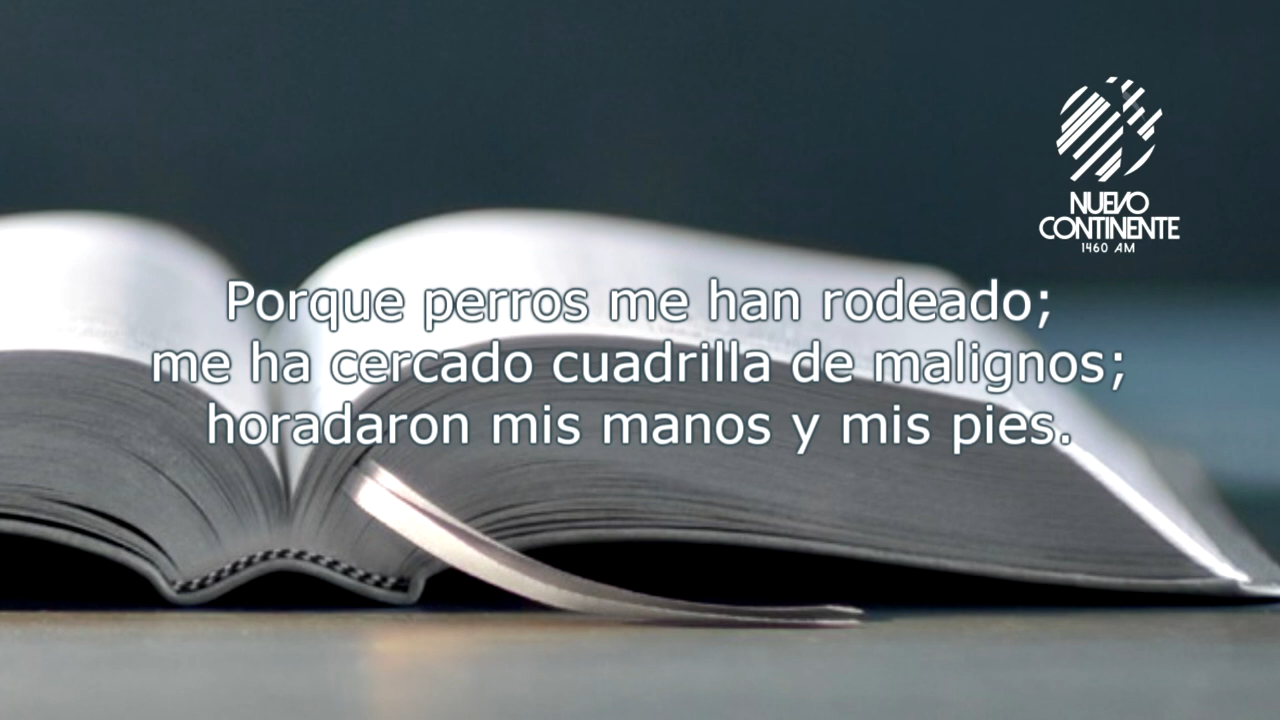 NUEVO
CONTINENTE
1460 AM
Porque perros me han rodeado;
me ha cercado cuadrilla de malignos;
horadaron mis manos y mis pies.